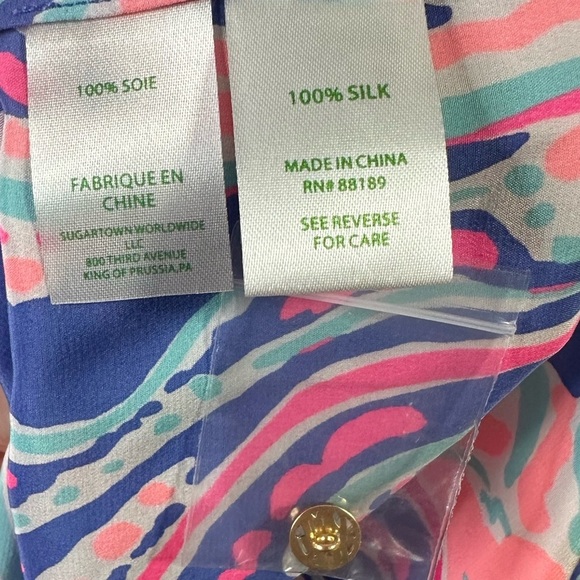 100% SOIE
FABRIQUE EN
CHINE
SUGARTOWN WORLDWIDE
LLC
800 THIRD AVENUE
KING OF PRUSSIA,PA
100% SILK
MADE IN CHINA
RN# 88189
SEE REVERSE
FOR CARE